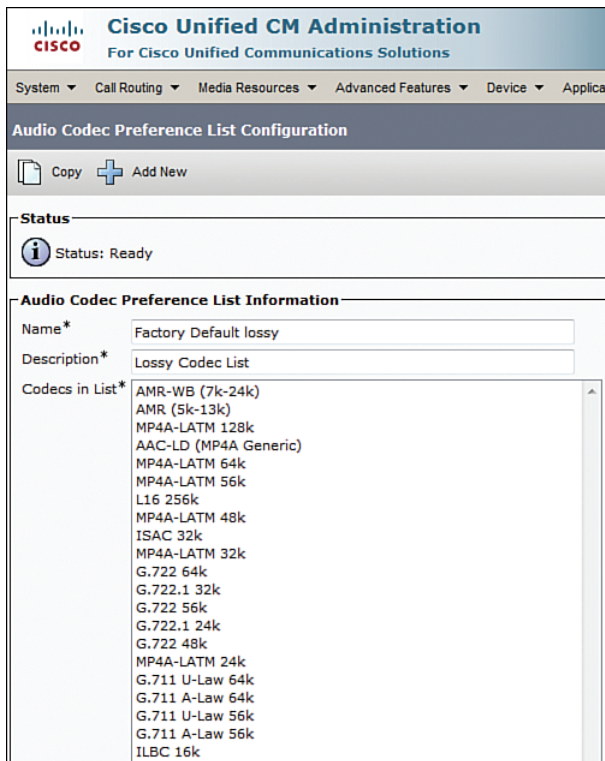 Cisco Unified CM Administration
CISCO
For Cisco Unified Communications Solutions
System Call Routing Media Resources Advanced Features Device Applica
Audio Codec Preference List Configuration
Copy Add New
Status
i Status: Ready
Audio Codec Preference List Information
Name* Factory Default lossy
Description* Lossy Codec List
Codecs in List* AMR-WB (7k-24k)
AMR (5k-13k)
MP4A-LATM 128k
AAC-LD (MP4A Generic)
MP4A-LATM 64k
MP4A-LATM 56k
L16 256k
MP4A-LATM 48k
ISAC 32k
MP4A-LATM 32k
G.722 64k
G.722.1 32k
G.722 56k
G.722.1 24k
G.722 48k
MP4A-LATM 24k
G.711 U-Law 64k
G.711 A-Law 64k
G.711 U-Law 56k
G.711 A-Law 56k
ILBC 16k